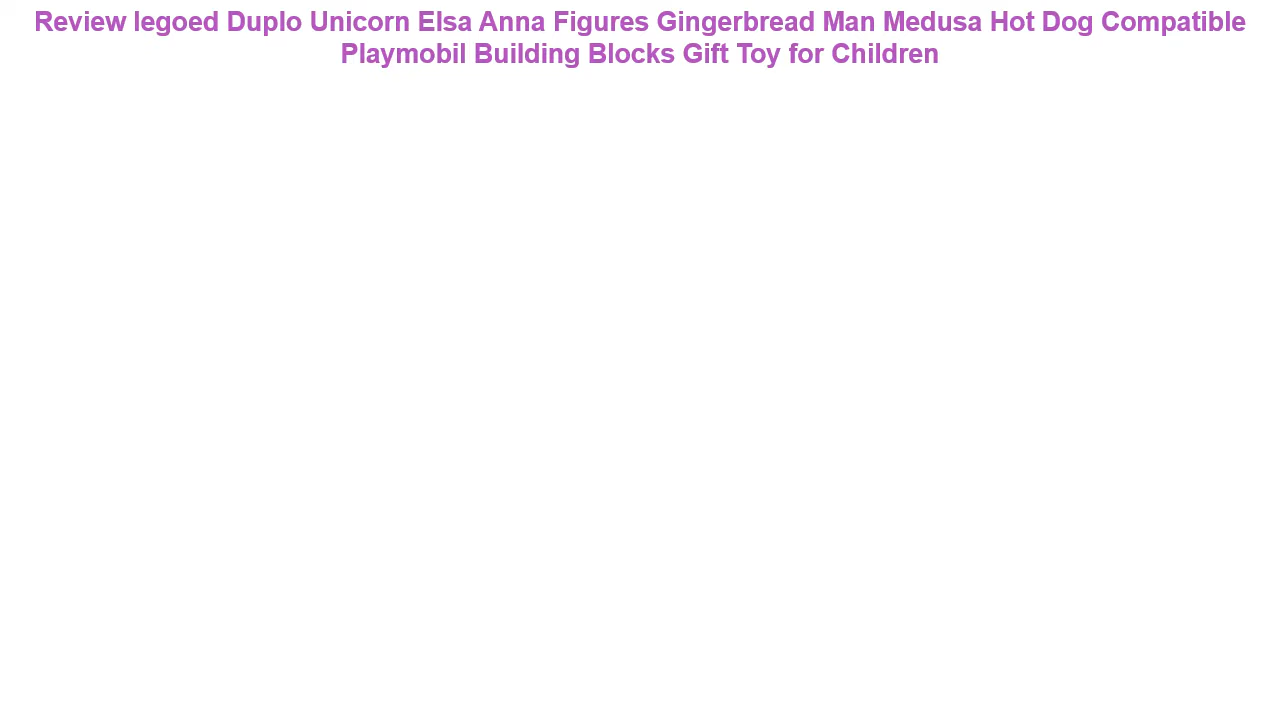 Review legoed Duplo Unicorn Elsa Anna Figures Gingerbread Man Medusa Hot Dog Compatible
Playmobil Building Blocks Gift Toy for Children